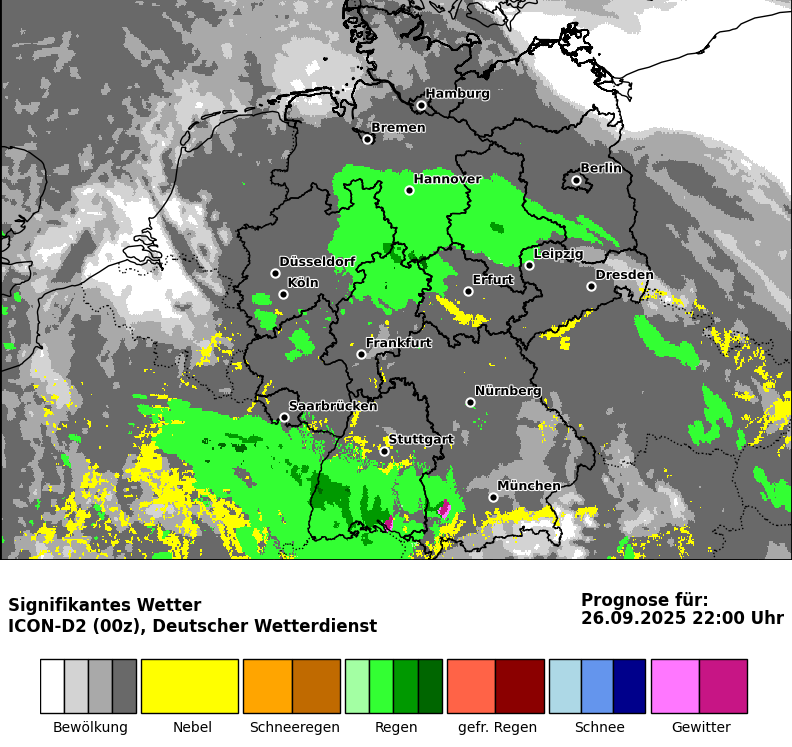 Hamburg
Bremen
Berlin
Hannover
Leipzig
Düsseldorf
Dresden
Köln
Erfurt
Frankfurt
Nürnberg
Saarbrücken
Stuttgart
München
Signifikantes Wetter
ICON-D2 (00z), Deutscher Wetterdienst
Prognose für:
26.09.2025 22:00 Uhr
Bewölkung
Nebel
Schneeregen
Regen
gefr. Regen
Schnee
Gewitter